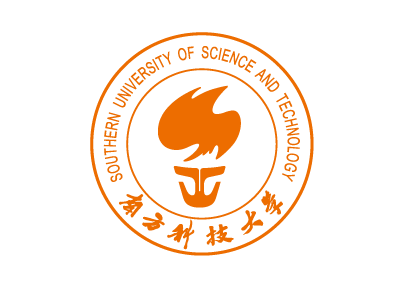 SOUTHERN UNIVERSITY OF SCIENCE AND TECHNOLOGY
南方科技大学